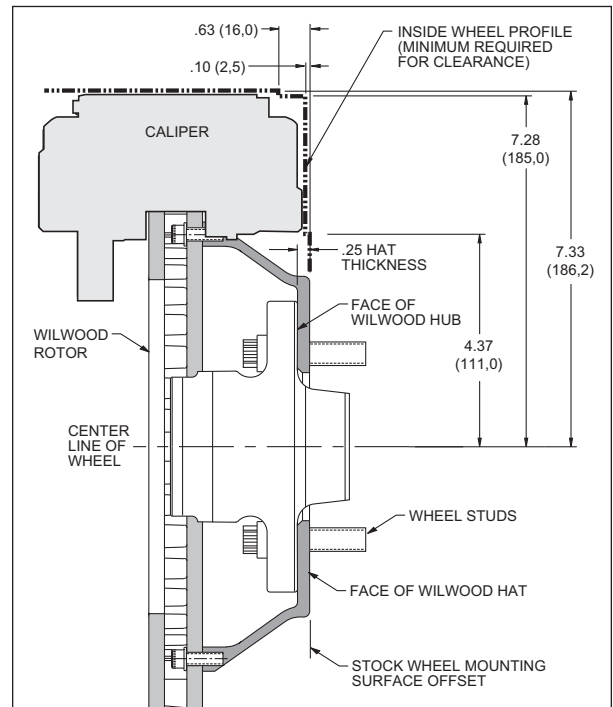 .63 (16,0)
.10 (2,5)
INSIDE WHEEL PROFILE
(MINIMUM REQUIRED
FOR CLEARANCE)
CALIPER
7.28
(185,0)
7.33
(186,2)
.25 HAT
THICKNESS
4.37
(111,0)
FACE OF
WILWOOD HUB
WILWOOD
ROTOR
CENTER
LINE OF
WHEEL
WHEEL STUDS
FACE OF WILWOOD HAT
STOCK WHEEL MOUNTING
SURFACE OFFSET